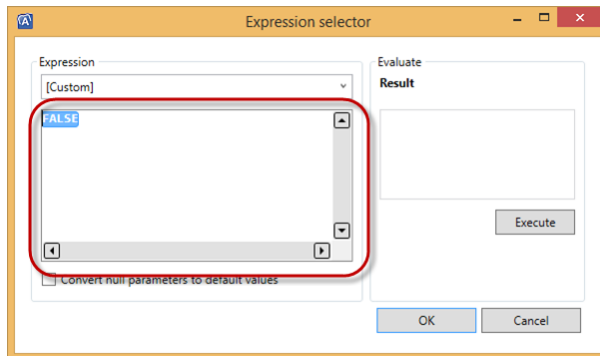 Expression selector
Expression
[Custom]
FALSE
Convert null parameters to default values
Evaluate
Result
Execute
OK
Cancel